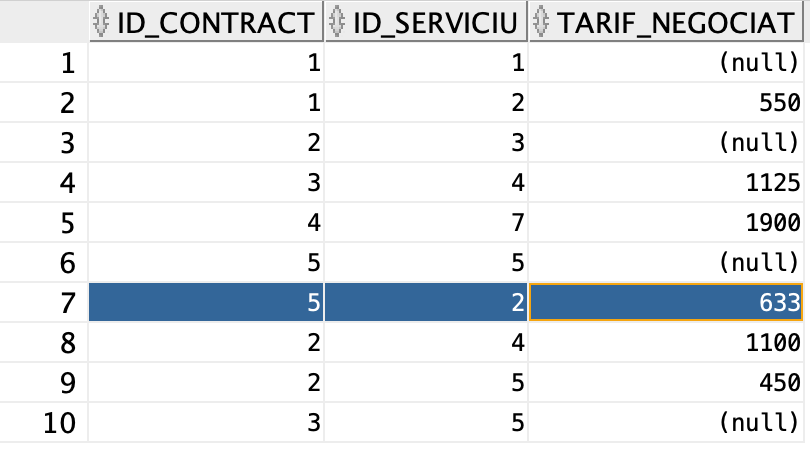 ID_CONTRACT ID_SERVICIU TARIF_NEGOCIAT
1 1 1 (null)
2 1 2 550
3 2 3 (null)
4 3 4 1125
5 4 7 1900
6 5 5 (null)
7 5 2 633
8 2 4 1100
9 2 5 450
10 3 5 (null)